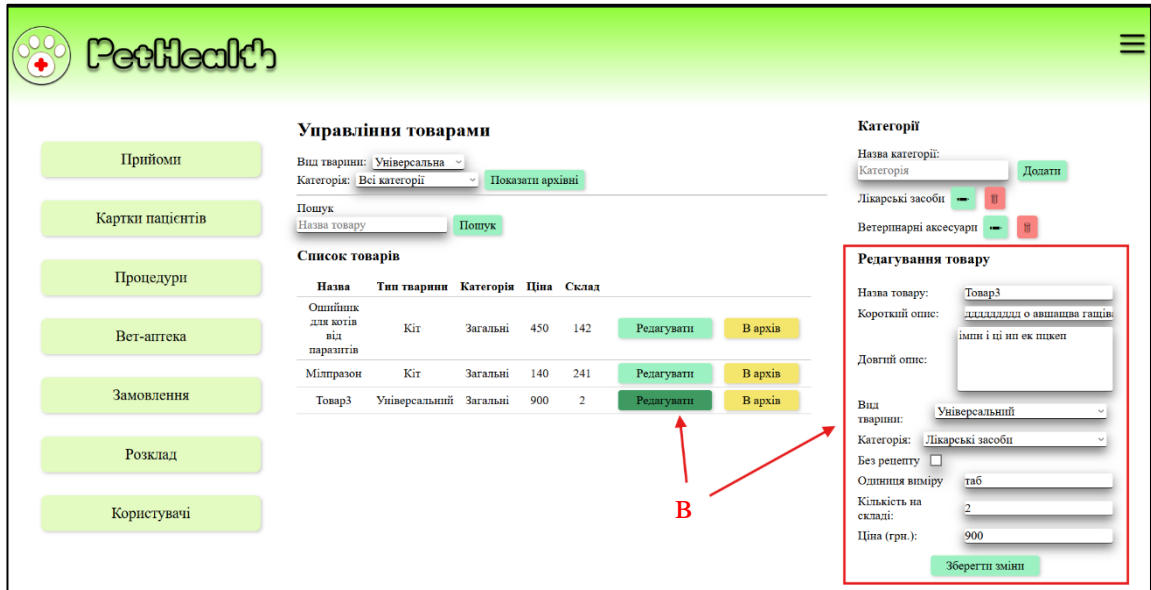 PetHealth
Прийоми
Картки пацієнтів
Процедури
Вет-аптека
Замовлення
Розклад
Користувачі
Управління товарами
Вид тварини: Універсальна
Категорія: Всі категорії Показати архівні
Пошук
Назва товару Пошук
Список товарів
Назва Тип тварини Категорія Ціна Склад
Ошийник
для котів
від
паразитів
Кіт Загальні 450 142 Редагувати В архів
Мілпразон Кіт Загальні 140 241 Редагувати В архів
Товар3 Універсальний Загальні 900 2 Редагувати В архів
В
Категорії
Назва категорії:
Категорія Додати
Лікарські засоби
Ветеринарні аксесуари
Редагування товару
Назва товару: Товар3
Короткий опис: ддддддддд о авшащва гащів
Довгий опис: імпн і ці нп ек пцкеп
Вид
тварини: Універсальний
Категорія: Лікарські засоби
Без рецепту
Одиниця виміру таб
Кількість на
складі: 2
Ціна (грн.): 900
Зберегти зміни